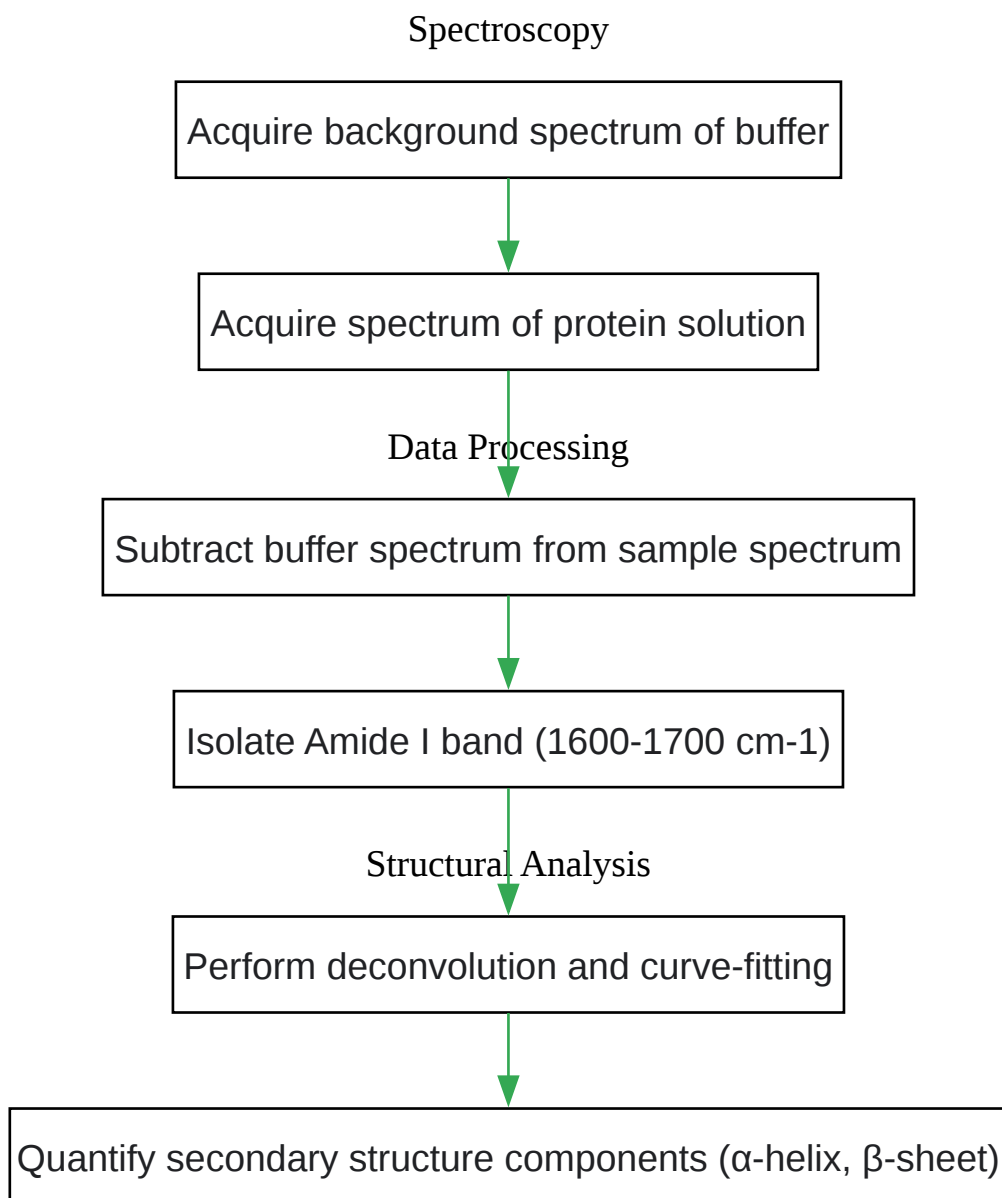 Spectroscopy
Acquire background spectrum of buffer
Acquire spectrum of protein solution
Data Processing
Subtract buffer spectrum from sample spectrum
Isolate Amide I band (1600-1700 cm-1)
Structural Analysis
Perform deconvolution and curve-fitting
Quantify secondary structure components (α-helix, β-sheet)